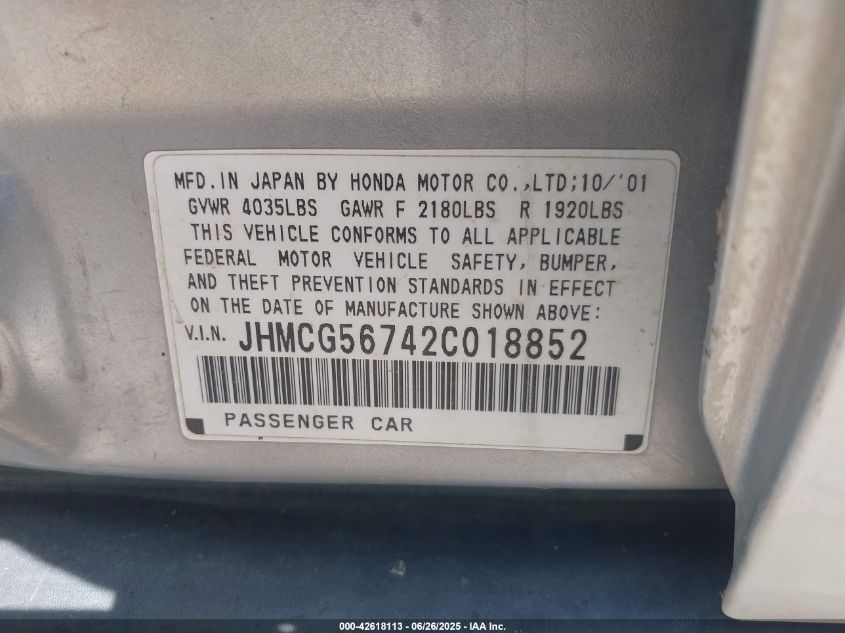 MFD.IN JAPAN BY HONDA MOTOR CO.,LTD;10/'01
GVWR 4035LBS GAWR F 2180LBS R 1920LBS
THIS VEHICLE CONFORMS TO ALL APPLICABLE
FEDERAL MOTOR VEHICLE SAFETY, BUMPER,
AND THEFT PREVENTION STANDARDS IN EFFECT
ON THE DATE OF MANUFACTURE SHOWN ABOVE:
V.I.N. JHMCG56742C018852
PASSENGER CAR
000-42618113 - 06/26/2025 - IAA Inc.